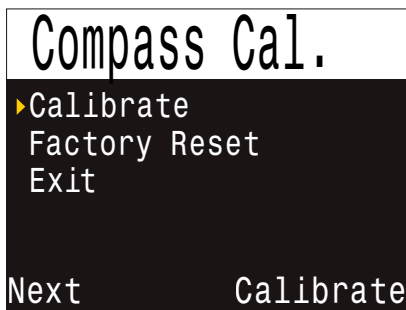 Compass Cal.
Calibrate
Factory Reset
Exit
Next Calibrate